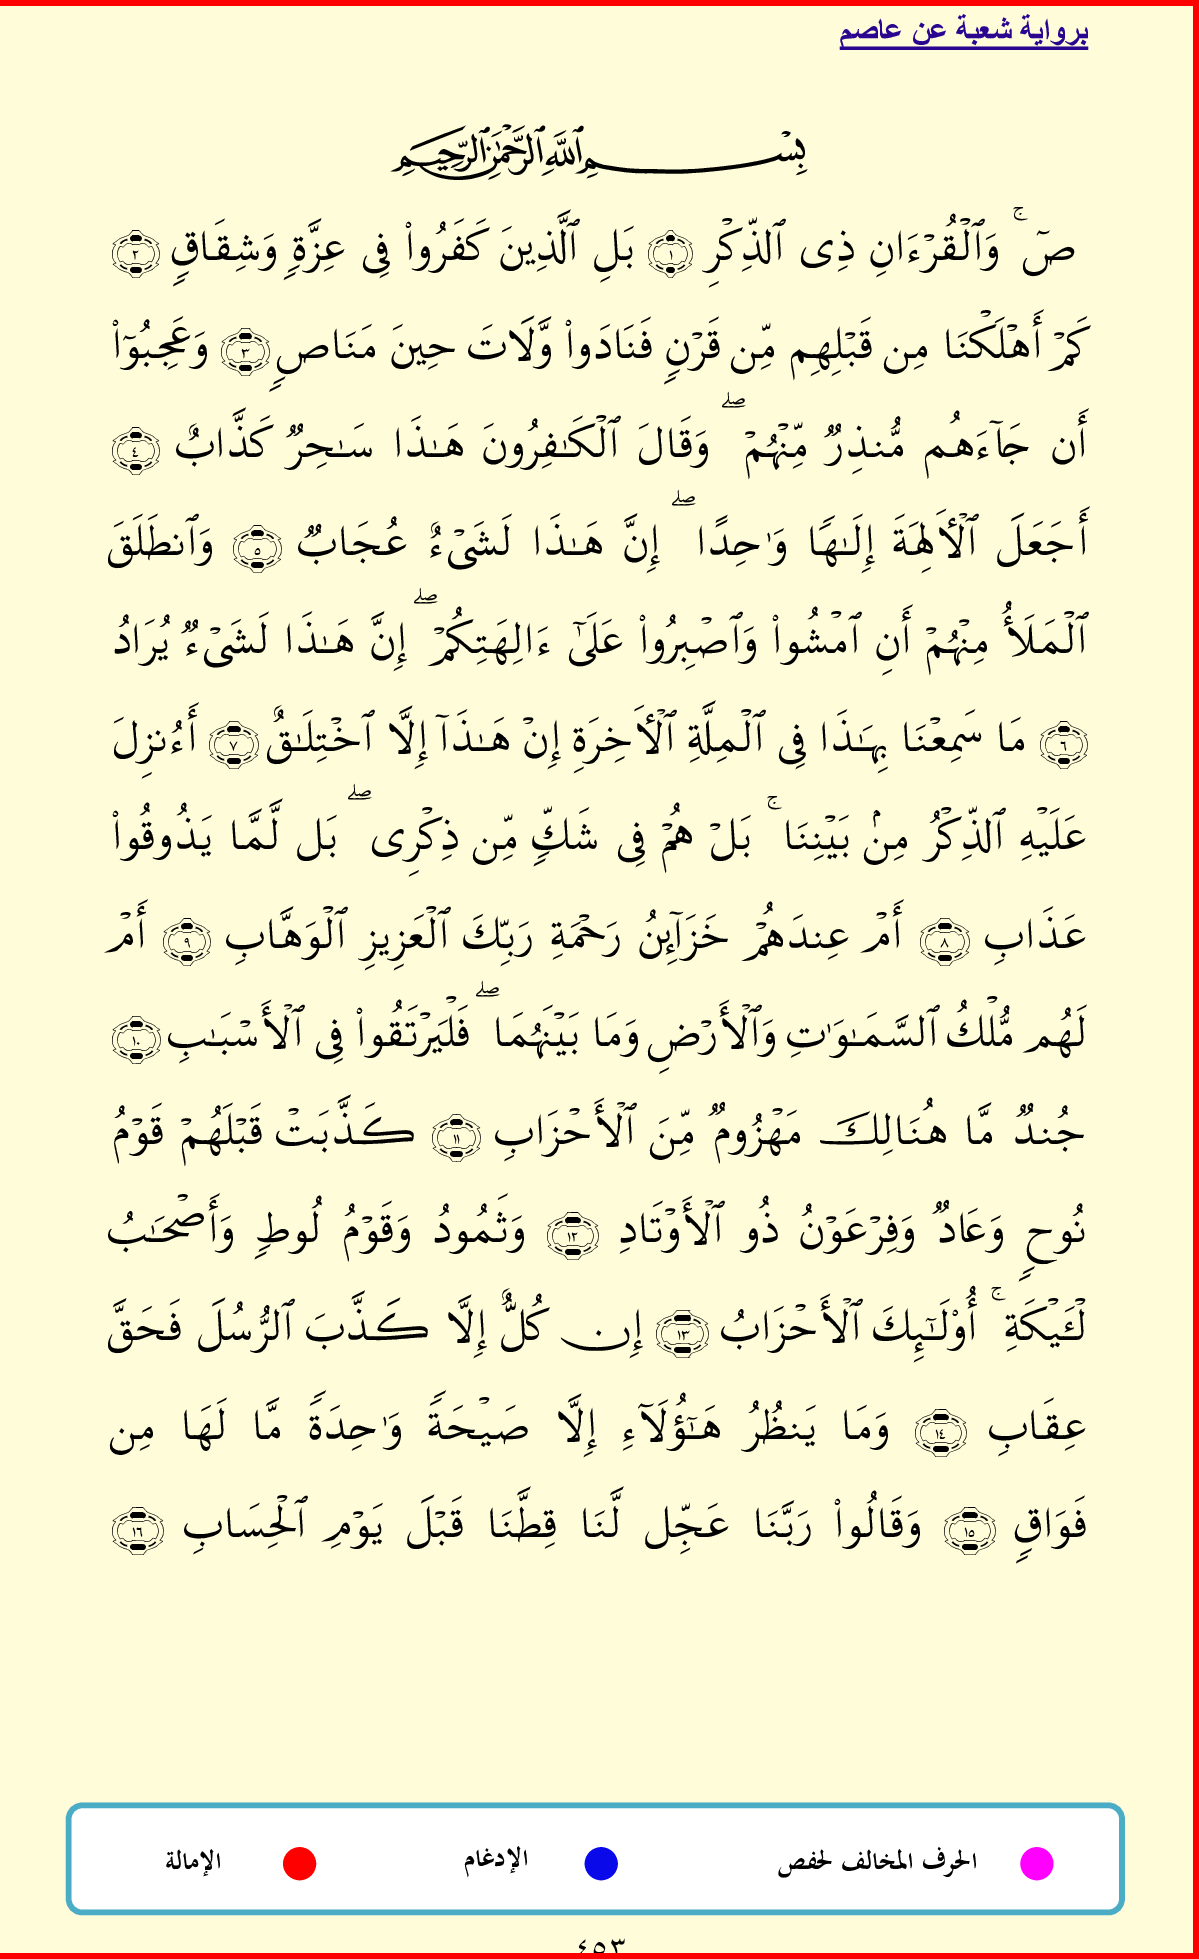 برواية شعبة عن عاصم
بِسْمِ ٱللَّهِ ٱلرَّحْمَٰنِ ٱلرَّحِيمِ
صٓ ۚ وَٱلْقُرْءَانِ ذِى ٱلذِّكْرِ ١ بَلِ ٱلَّذِينَ كَفَرُوا۟ فِى عِزَّةٍ وَشِقَاقٍ ٢
كَمْ أَهْلَكْنَا مِن قَبْلِهِم مِّن قَرْنٍ فَنَادَوا۟ وَّلَاتَ حِينَ مَنَاصٍ ٣ وَعَجِبُوٓا۟
أَن جَآءَهُم مُّنذِرٌ مِّنْهُمْ ۖ وَقَالَ ٱلْكَٰفِرُونَ هَٰذَا سَٰحِرٌ كَذَّابٌ ٤
أَجَعَلَ ٱلْأَلِهَةَ إِلَٰهًا وَٰحِدًا ۖ إِنَّ هَٰذَا لَشَىْءٌ عُجَابٌ ٥ وَٱنطَلَقَ
ٱلْمَلَأُ مِنْهُمْ أَنِ ٱمْشُوا۟ وَٱصْبِرُوا۟ عَلَىٰٓ ءَالِهَتِكُمْ ۖ إِنَّ هَٰذَا لَشَىْءٌ يُرَادُ
٦ مَا سَمِعْنَا بِهَٰذَا فِى ٱلْمِلَّةِ ٱلْأَخِرَةِ إِنْ هَٰذَآ إِلَّا ٱخْتِلَٰقٌ ٧ أَءُنزِلَ
عَلَيْهِ ٱلذِّكْرُ مِنۢ بَيْنِنَا ۚ بَلْ هُمْ فِى شَكٍّ مِّن ذِكْرِى ۖ بَل لَّمَّا يَذُوقُوا۟
عَذَابِ ٨ أَمْ عِندَهُمْ خَزَآئِنُ رَحْمَةِ رَبِّكَ ٱلْعَزِيزِ ٱلْوَهَّابِ ٩ أَمْ
لَهُم مُّلْكُ ٱلسَّمَٰوَٰتِ وَٱلْأَرْضِ وَمَا بَيْنَهُمَا ۖ فَلْيَرْتَقُوا۟ فِى ٱلْأَسْبَٰبِ ١٠
جُندٌ مَّا هُنَالِكَ مَهْزُومٌ مِّنَ ٱلْأَحْزَابِ ١١ كَذَّبَتْ قَبْلَهُمْ قَوْمُ
نُوحٍ وَعَادٌ وَفِرْعَوْنُ ذُو ٱلْأَوْتَادِ ١٢ وَثَمُودُ وَقَوْمُ لُوطٍ وَأَصْحَٰبُ
لْـَٔيْكَةِ ۚ أُو۟لَٰٓئِكَ ٱلْأَحْزَابُ ١٣ إِن كُلٌّ إِلَّا كَذَّبَ ٱلرُّسُلَ فَحَقَّ
عِقَابِ ١٤ وَمَا يَنظُرُ هَٰٓؤُلَآءِ إِلَّا صَيْحَةً وَٰحِدَةً مَّا لَهَا مِن
فَوَاقٍ ١٥ وَقَالُوا۟ رَبَّنَا عَجِّل لَّنَا قِطَّنَا قَبْلَ يَوْمِ ٱلْحِسَابِ ١٦
الحرف المخالف لحفص الإدغام الإمالة
٤٥٣